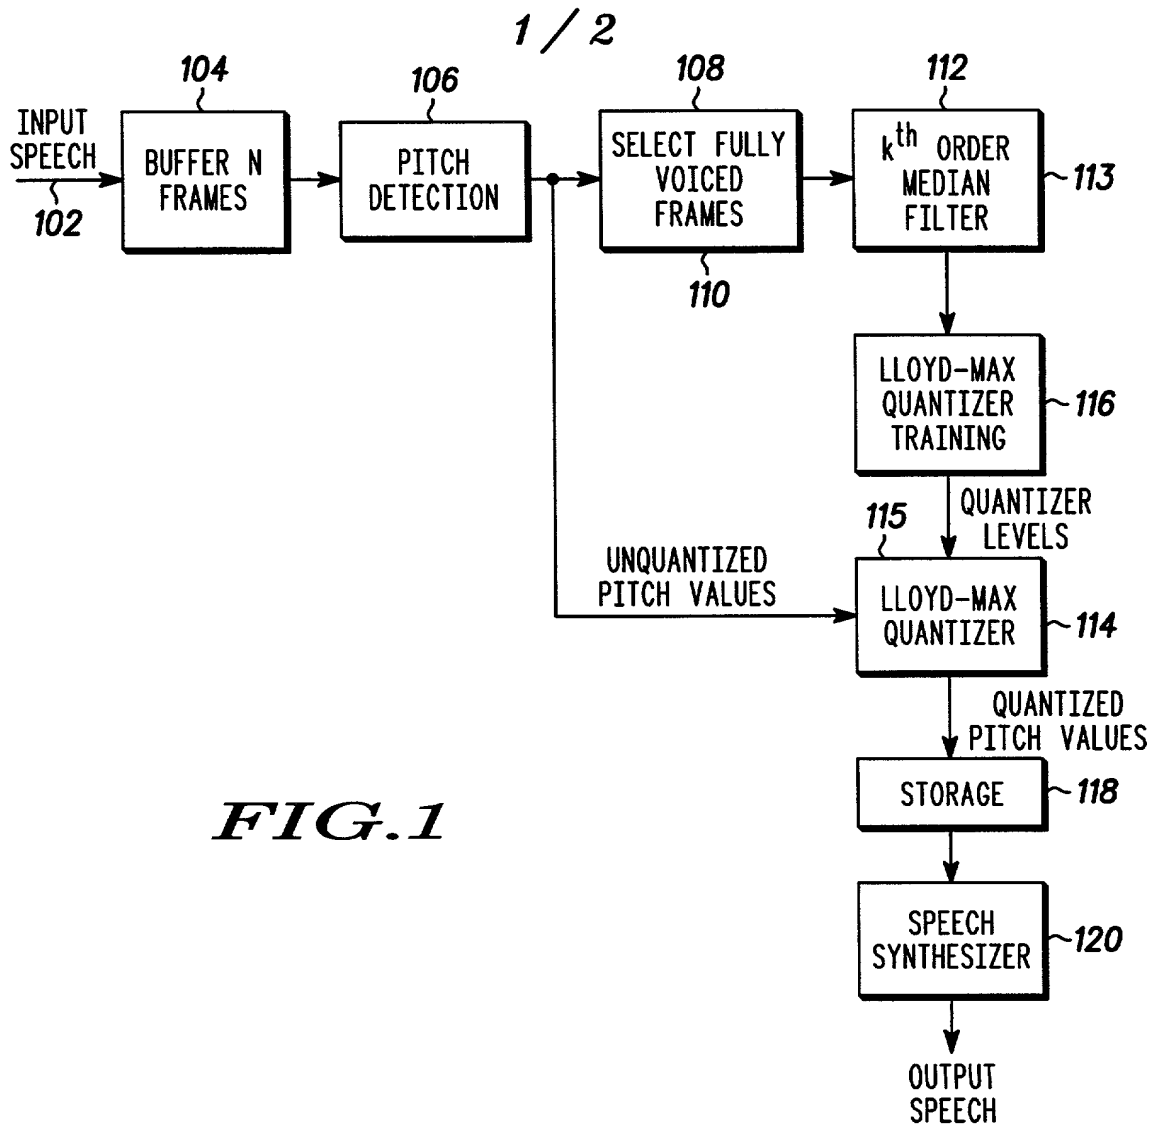 1 / 2
104
106
108
112
INPUT
SPEECH
102
BUFFER N
FRAMES
PITCH
DETECTION
SELECT FULLY
VOICED
FRAMES
110
kth ORDER
MEDIAN
FILTER
113
LLOYD-MAX
QUANTIZER
TRAINING
116
QUANTIZER
LEVELS
115
UNQUANTIZED
PITCH VALUES
LLOYD-MAX
QUANTIZER
114
QUANTIZED
PITCH VALUES
STORAGE
118
FIG.1
SPEECH
SYNTHESIZER
120
OUTPUT
SPEECH